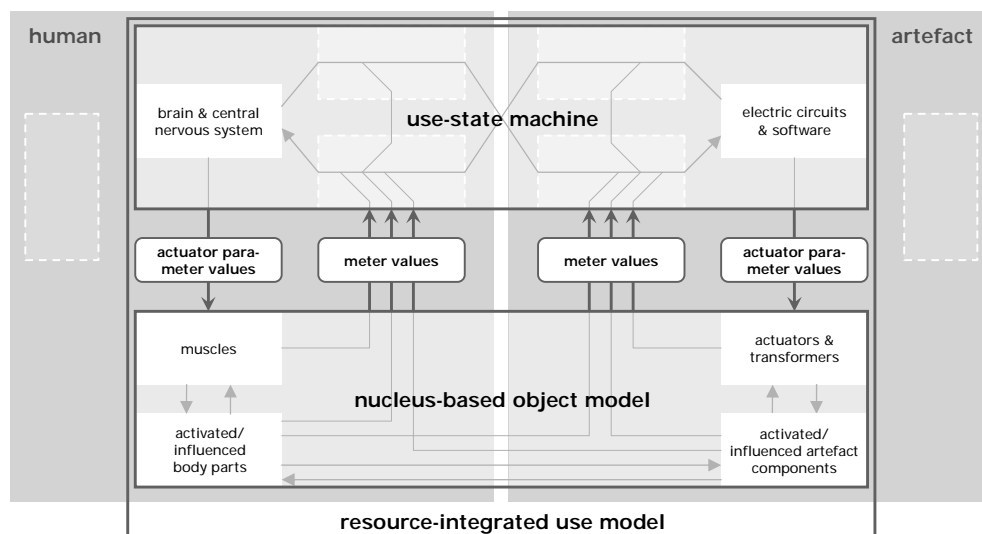 human
artefact
brain & central
nervous system
use-state machine
electric circuits
& software
actuator para-
meter values
meter values
meter values
actuator para-
meter values
muscles
actuators &
transformers
nucleus-based object model
activated/
influenced
body parts
activated/
influenced artefact
components
resource-integrated use model